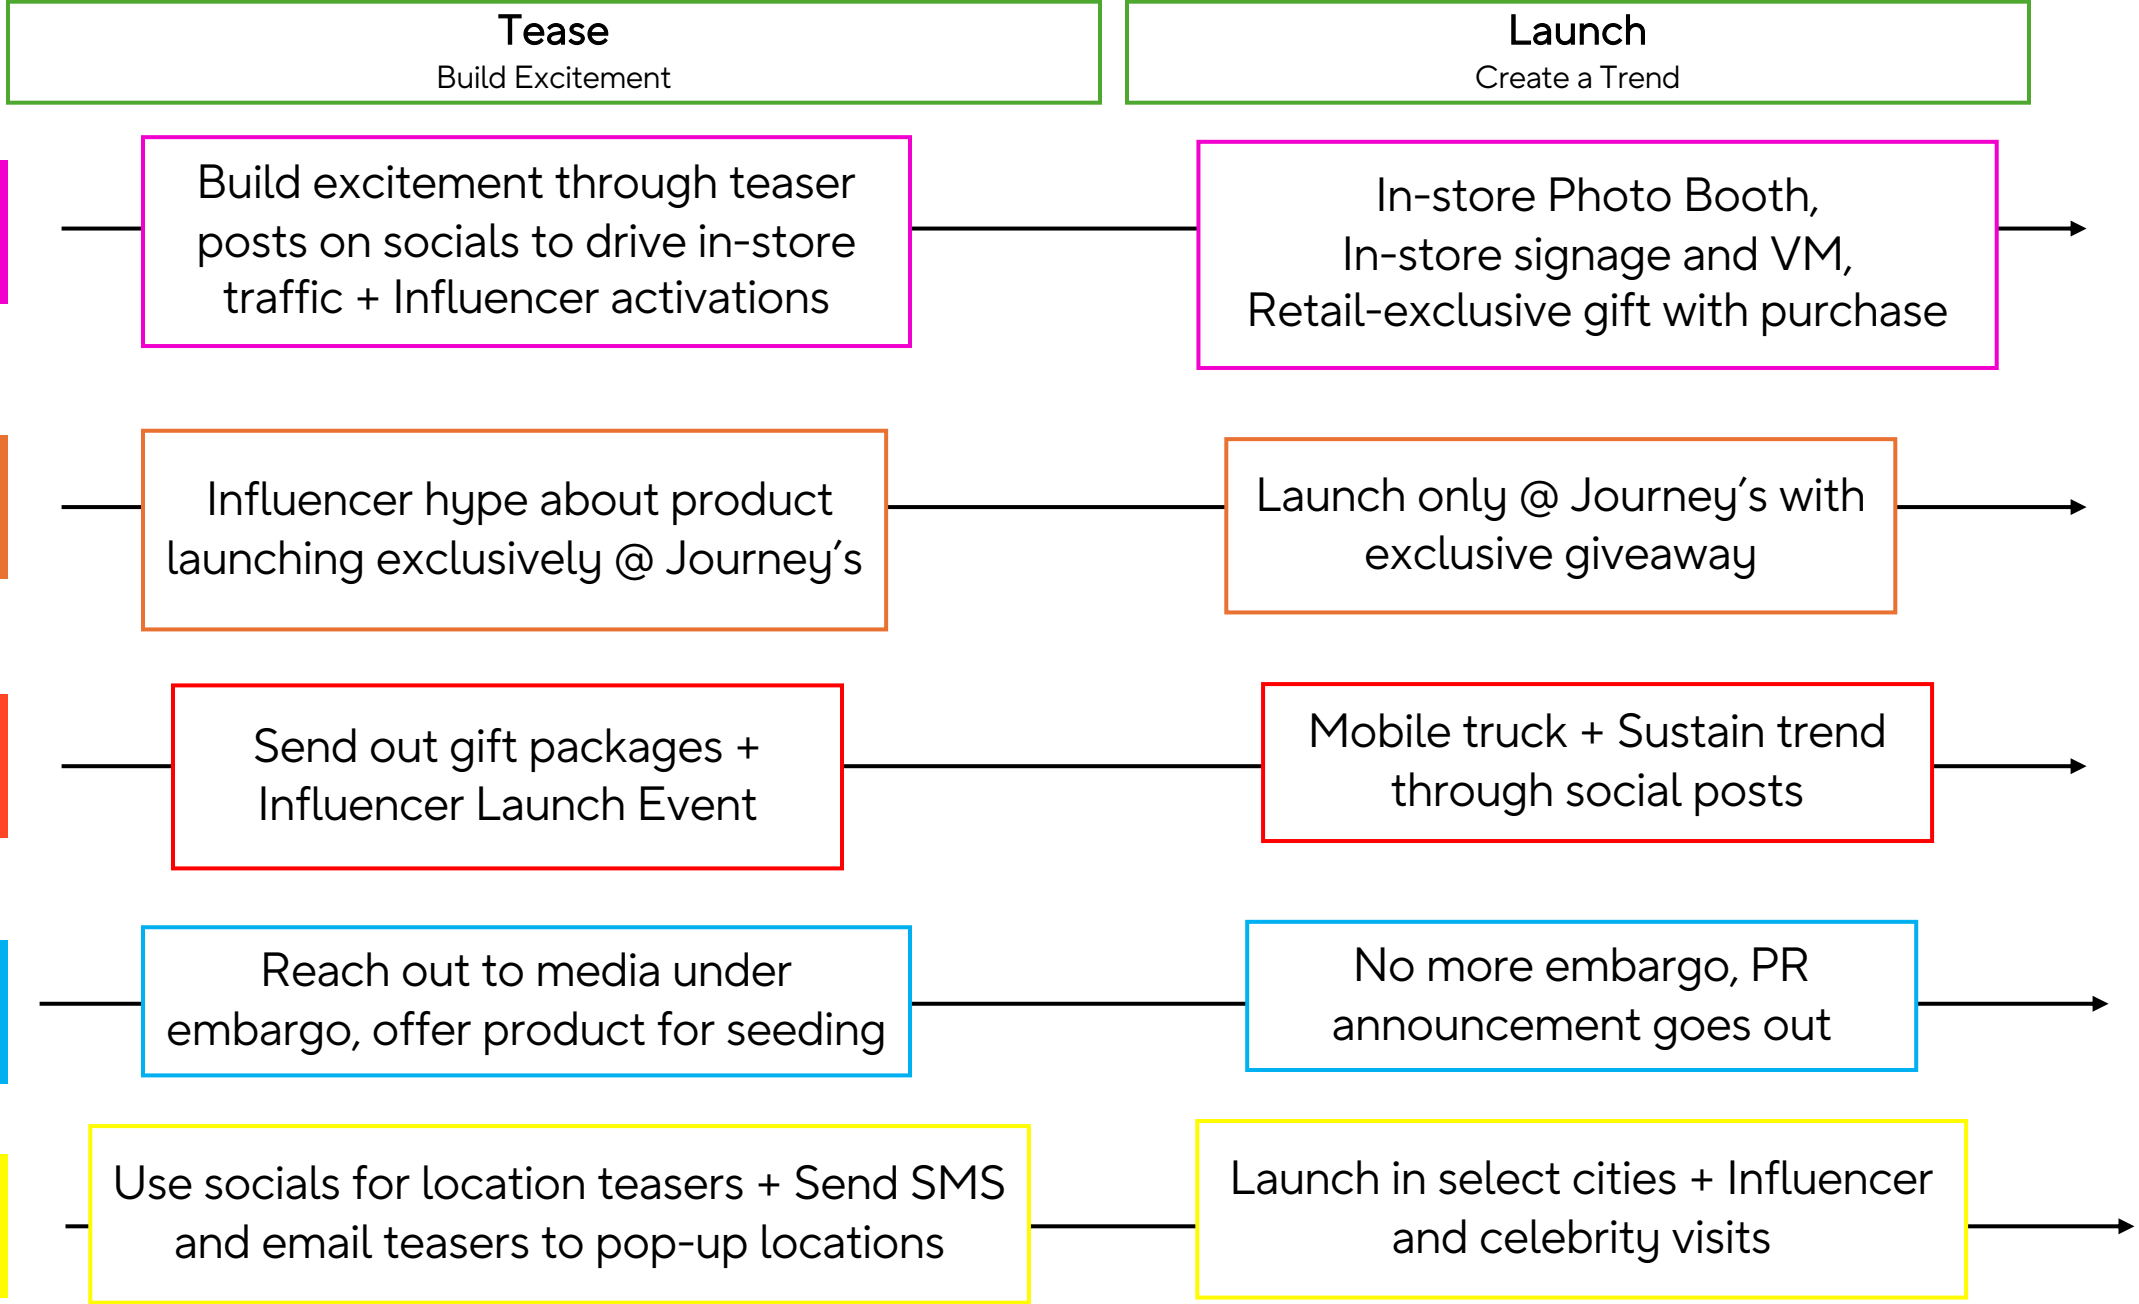 Tease
Build Excitement
Launch
Create a Trend
Build excitement through teaser
posts on socials to drive in-store
traffic + Influencer activations
In-store Photo Booth,
In-store signage and VM,
Retail-exclusive gift with purchase
Influencer hype about product
launching exclusively @ Journey’s
Launch only @ Journey’s with
exclusive giveaway
Send out gift packages +
Influencer Launch Event
Mobile truck + Sustain trend
through social posts
Reach out to media under
embargo, offer product for seeding
No more embargo, PR
announcement goes out
Use socials for location teasers + Send SMS
and email teasers to pop-up locations
Launch in select cities + Influencer
and celebrity visits